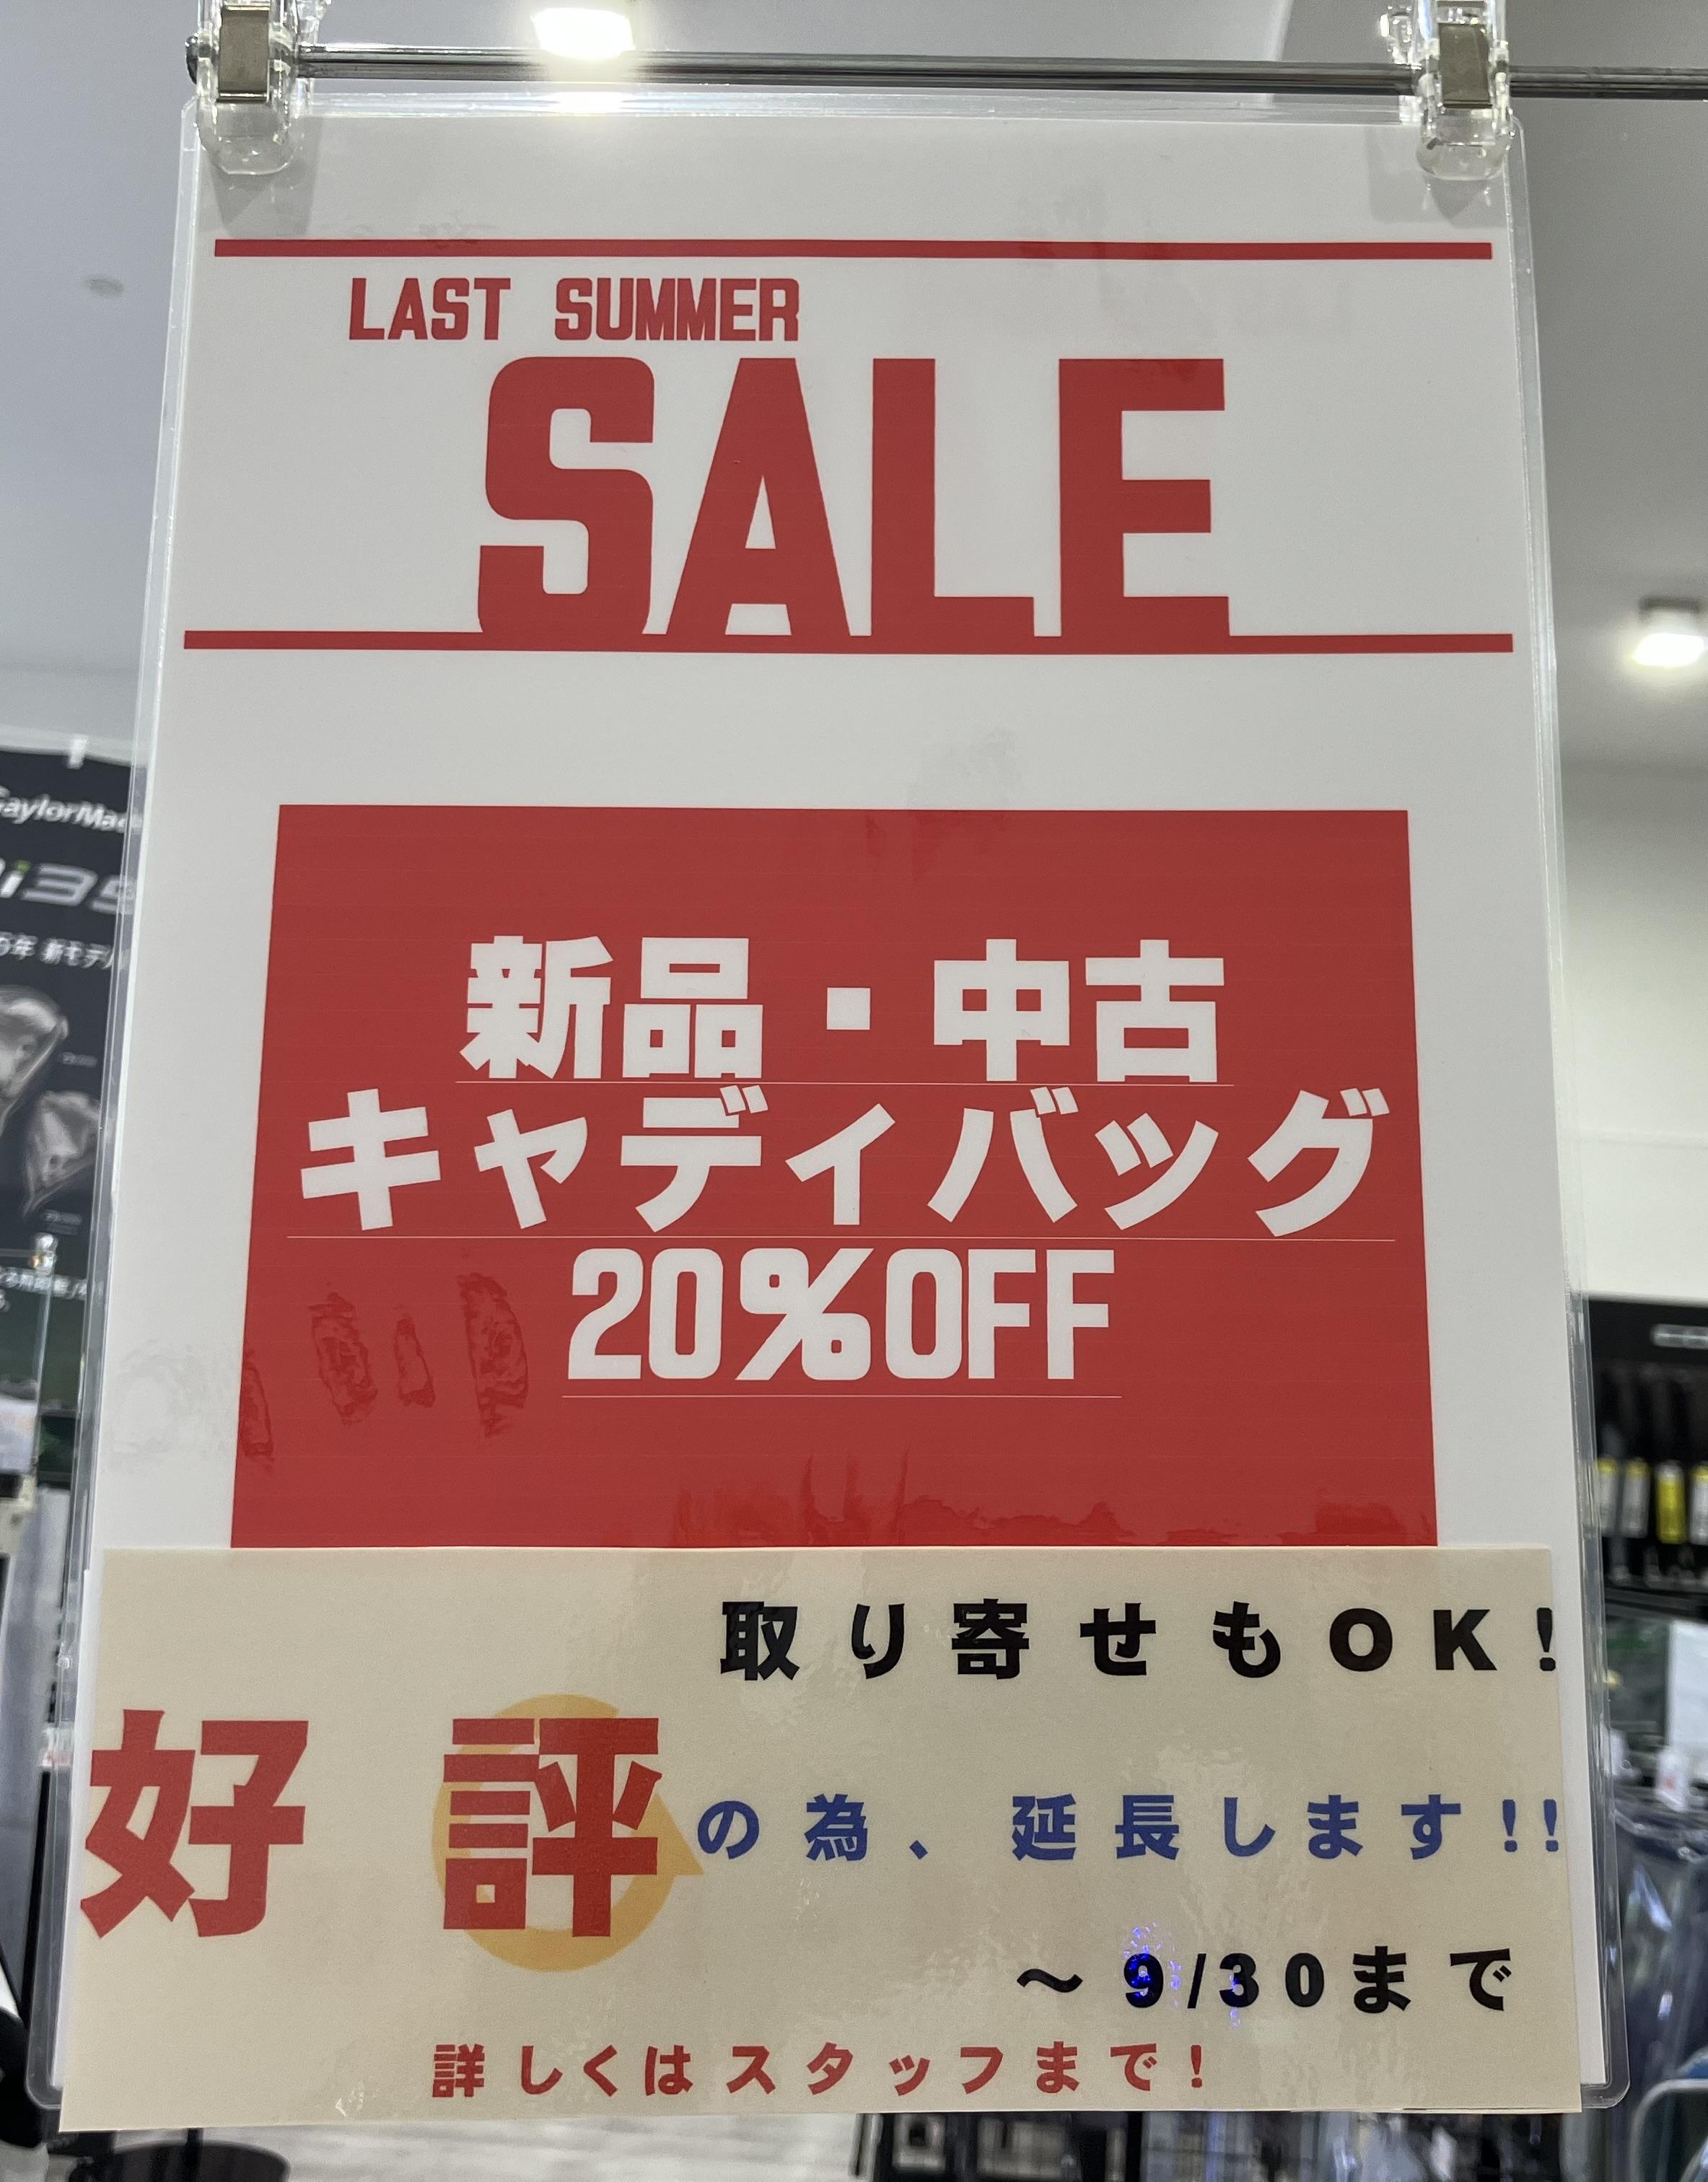 LAST SUMMER
SALE
新品・中古
キャディバッグ
20%OFF
取り寄せもOK!
好評の為、延長します!!
～9/30まで
詳しくはスタッフまで!